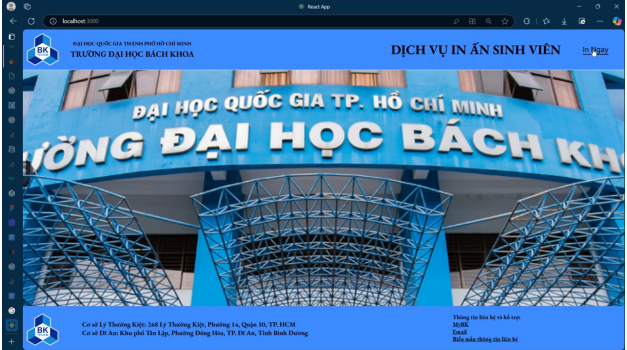 React App
localhost:3000
BK
ĐẠI HỌC QUỐC GIA THÀNH PHỐ HỒ CHÍ MINH
TRƯỜNG ĐẠI HỌC BÁCH KHOA
DỊCH VỤ IN ẤN SINH VIÊN
In Ngay
ĐẠI HỌC QUỐC GIA TP. HỒ CHÍ MINH
ƯỜNG ĐẠI HỌC BÁCH KH
BK
Cơ sở Lý Thường Kiệt: 268 Lý Thường Kiệt, Phường 14, Quận 10, TP. HCM
Cơ sở Dĩ An: Khu phố Tân Lập, Phường Đông Hòa, TP. Dĩ An, Tỉnh Bình Dương
Thông tin liên hệ và hỗ trợ:
MyBK
Email
Biểu mẫu thông tin liên hệ